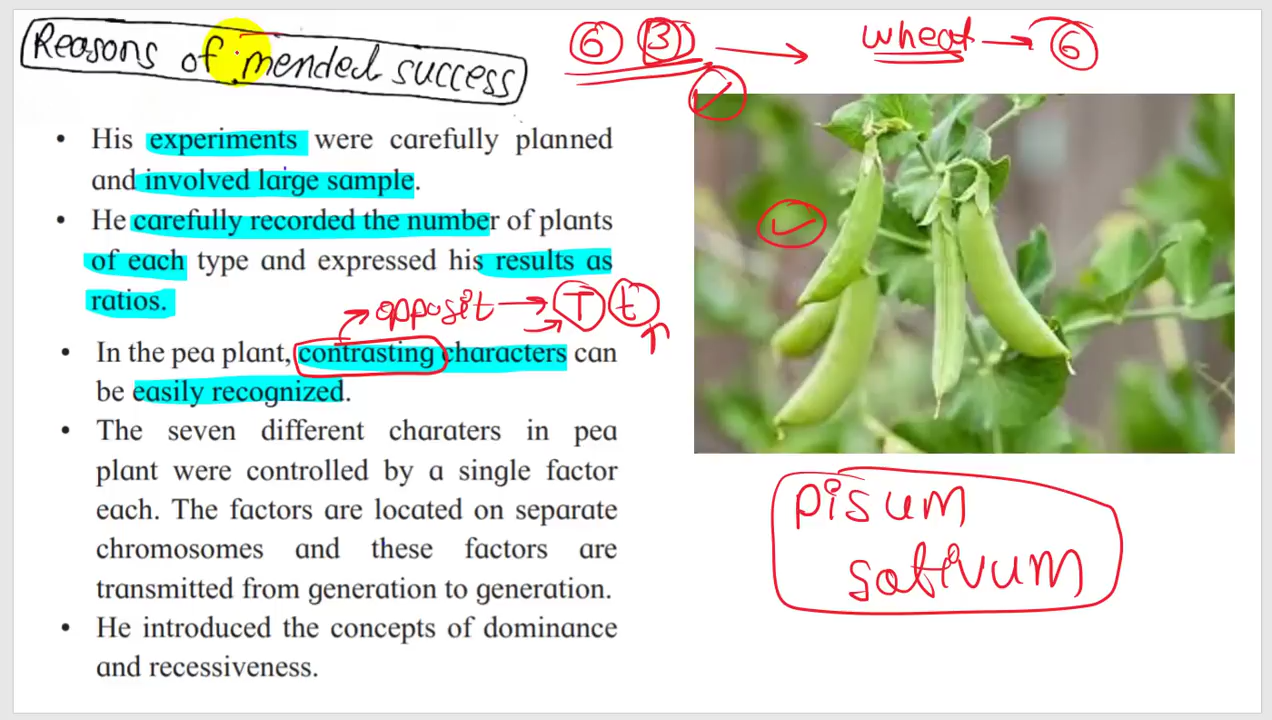 Reasons of mended success
6 3 → wheat → 6
• His experiments were carefully planned
and involved large sample.
• He carefully recorded the number of plants
of each type and expressed his results as
ratios.
→ opposit → T t
• In the pea plant, contrasting characters can
be easily recognized.
• The seven different charaters in pea
plant were controlled by a single factor
each. The factors are located on separate
chromosomes and these factors are
transmitted from generation to generation.
• He introduced the concepts of dominance
and recessiveness.
Pisum
sativum